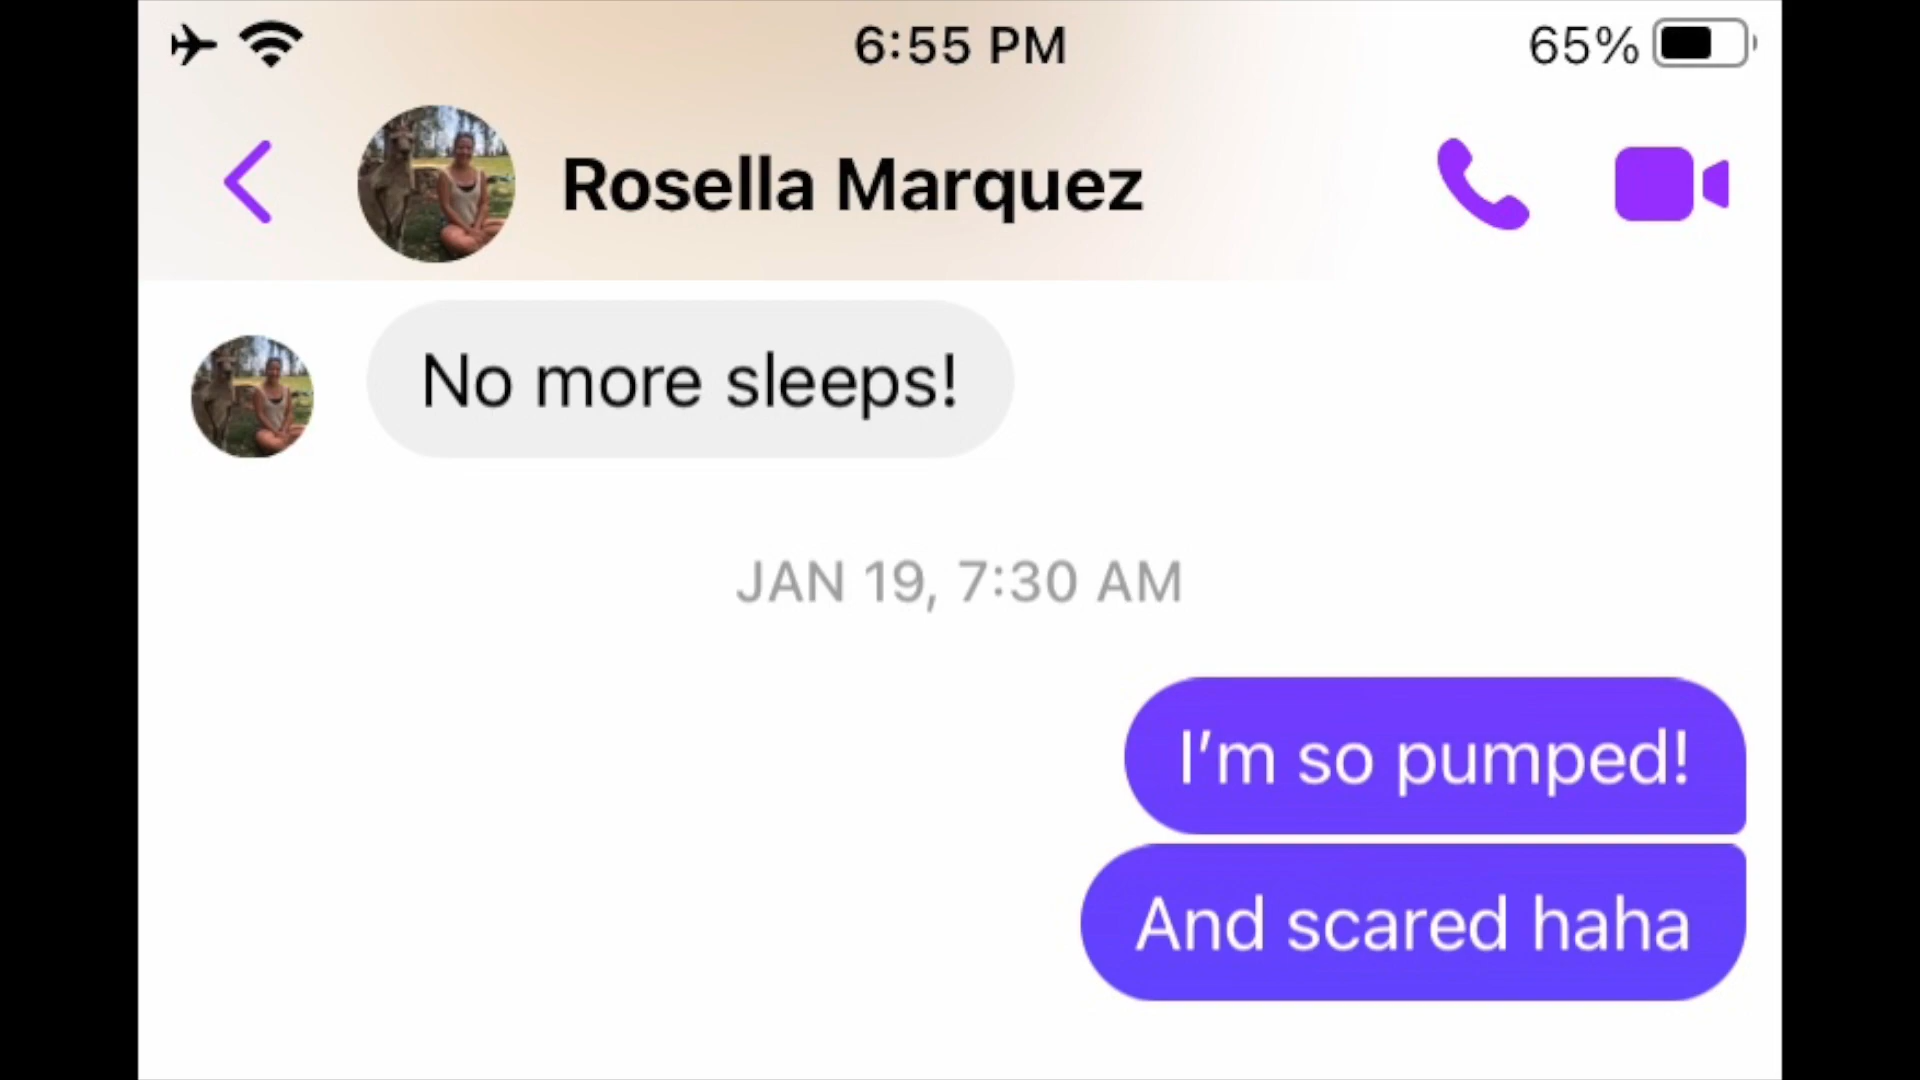 6:55 PM
65%
Rosella Marquez
No more sleeps!
JAN 19, 7:30 AM
I’m so pumped!
And scared haha